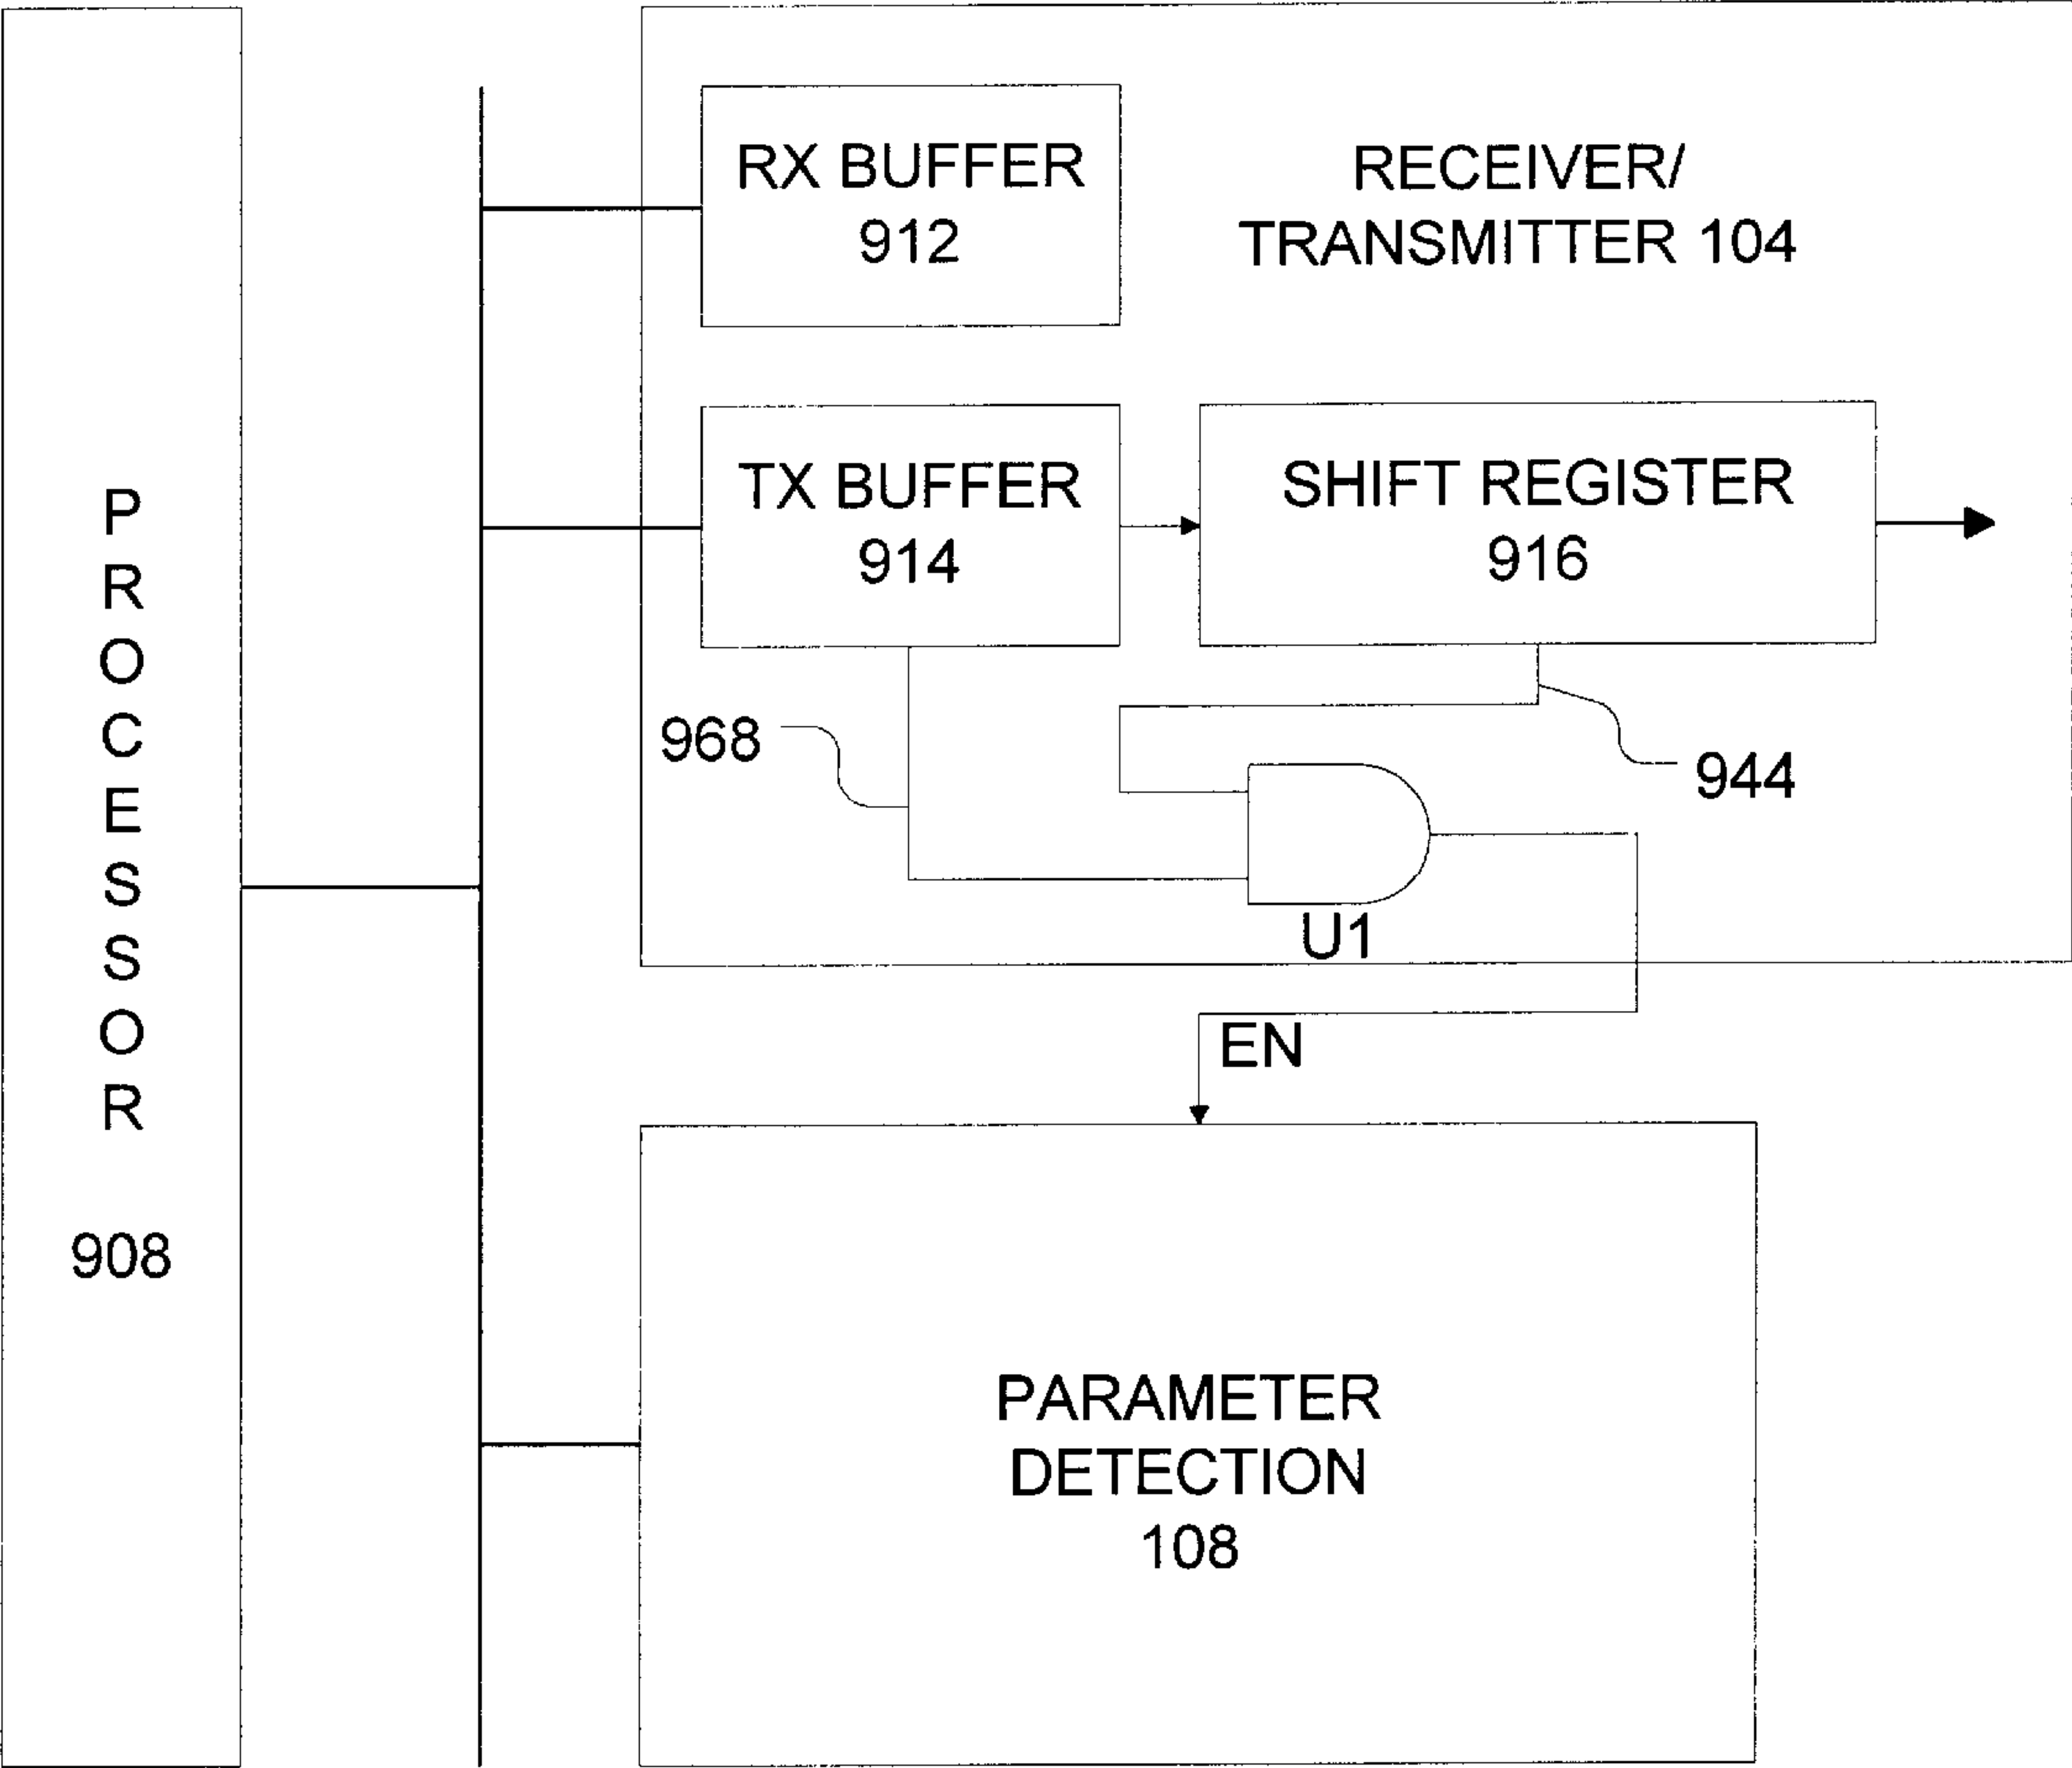 P
R
O
C
E
S
S
O
R
908
RX BUFFER
912
RECEIVER/
TRANSMITTER 104
TX BUFFER
914
SHIFT REGISTER
916
968
944
U1
EN
PARAMETER
DETECTION
108